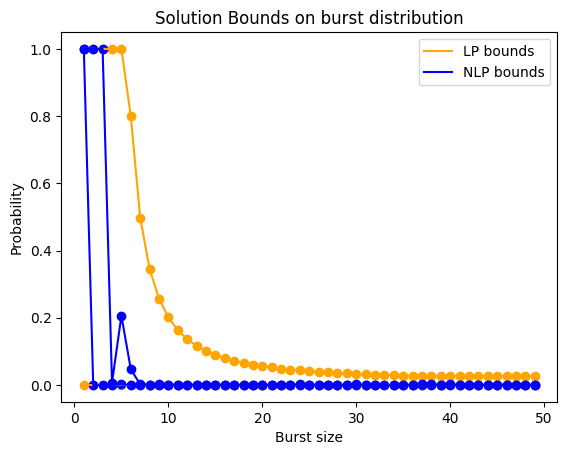 Solution Bounds on burst distribution
LP bounds
NLP bounds
1.0
0.8
0.6
0.4
0.2
0.0
Probability
0 10 20 30 40 50
Burst size